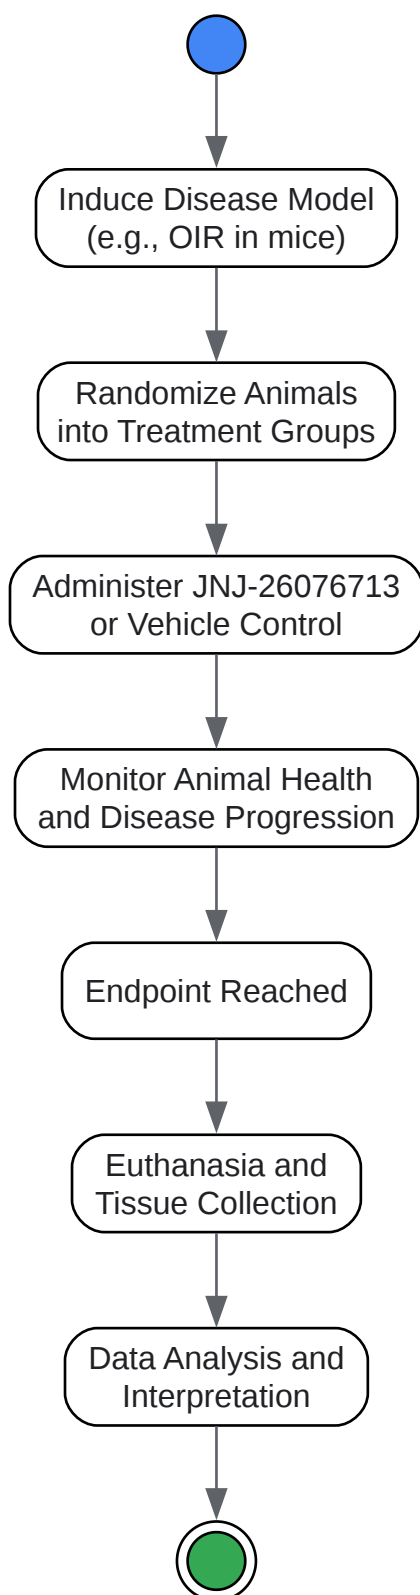 Induce Disease Model
(e.g., OIR in mice)
Randomize Animals
into Treatment Groups
Administer JNJ-26076713
or Vehicle Control
Monitor Animal Health
and Disease Progression
Endpoint Reached
Euthanasia and
Tissue Collection
Data Analysis and
Interpretation